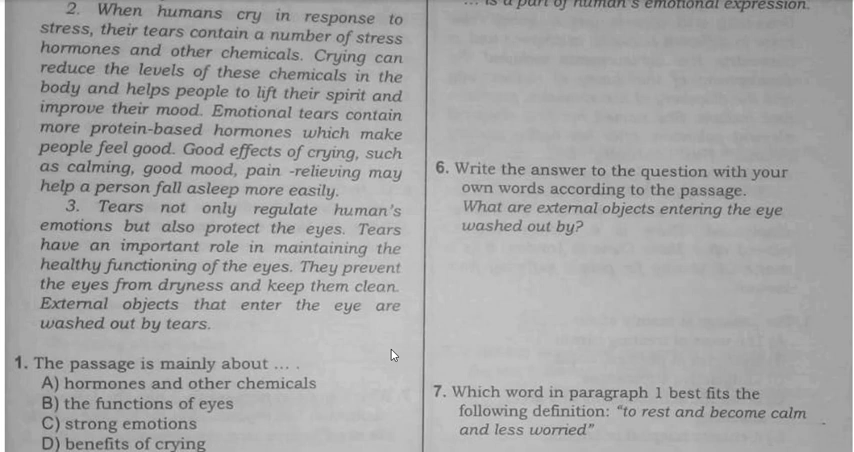 2. When humans cry in response to
stress, their tears contain a number of stress
hormones and other chemicals. Crying can
reduce the levels of these chemicals in the
body and helps people to lift their spirit and
improve their mood. Emotional tears contain
more protein-based hormones which make
people feel good. Good effects of crying, such
as calming, good mood, pain -relieving may
help a person fall asleep more easily.
3. Tears not only regulate human's
emotions but also protect the eyes. Tears
have an important role in maintaining the
healthy functioning of the eyes. They prevent
the eyes from dryness and keep them clean.
External objects that enter the eye are
washed out by tears.
1. The passage is mainly about ... .
A) hormones and other chemicals
B) the functions of eyes
C) strong emotions
D) benefits of crying
... is a part of human's emotional expression.
6. Write the answer to the question with your
own words according to the passage.
What are external objects entering the eye
washed out by?
7. Which word in paragraph 1 best fits the
following definition: "to rest and become calm
and less worried"